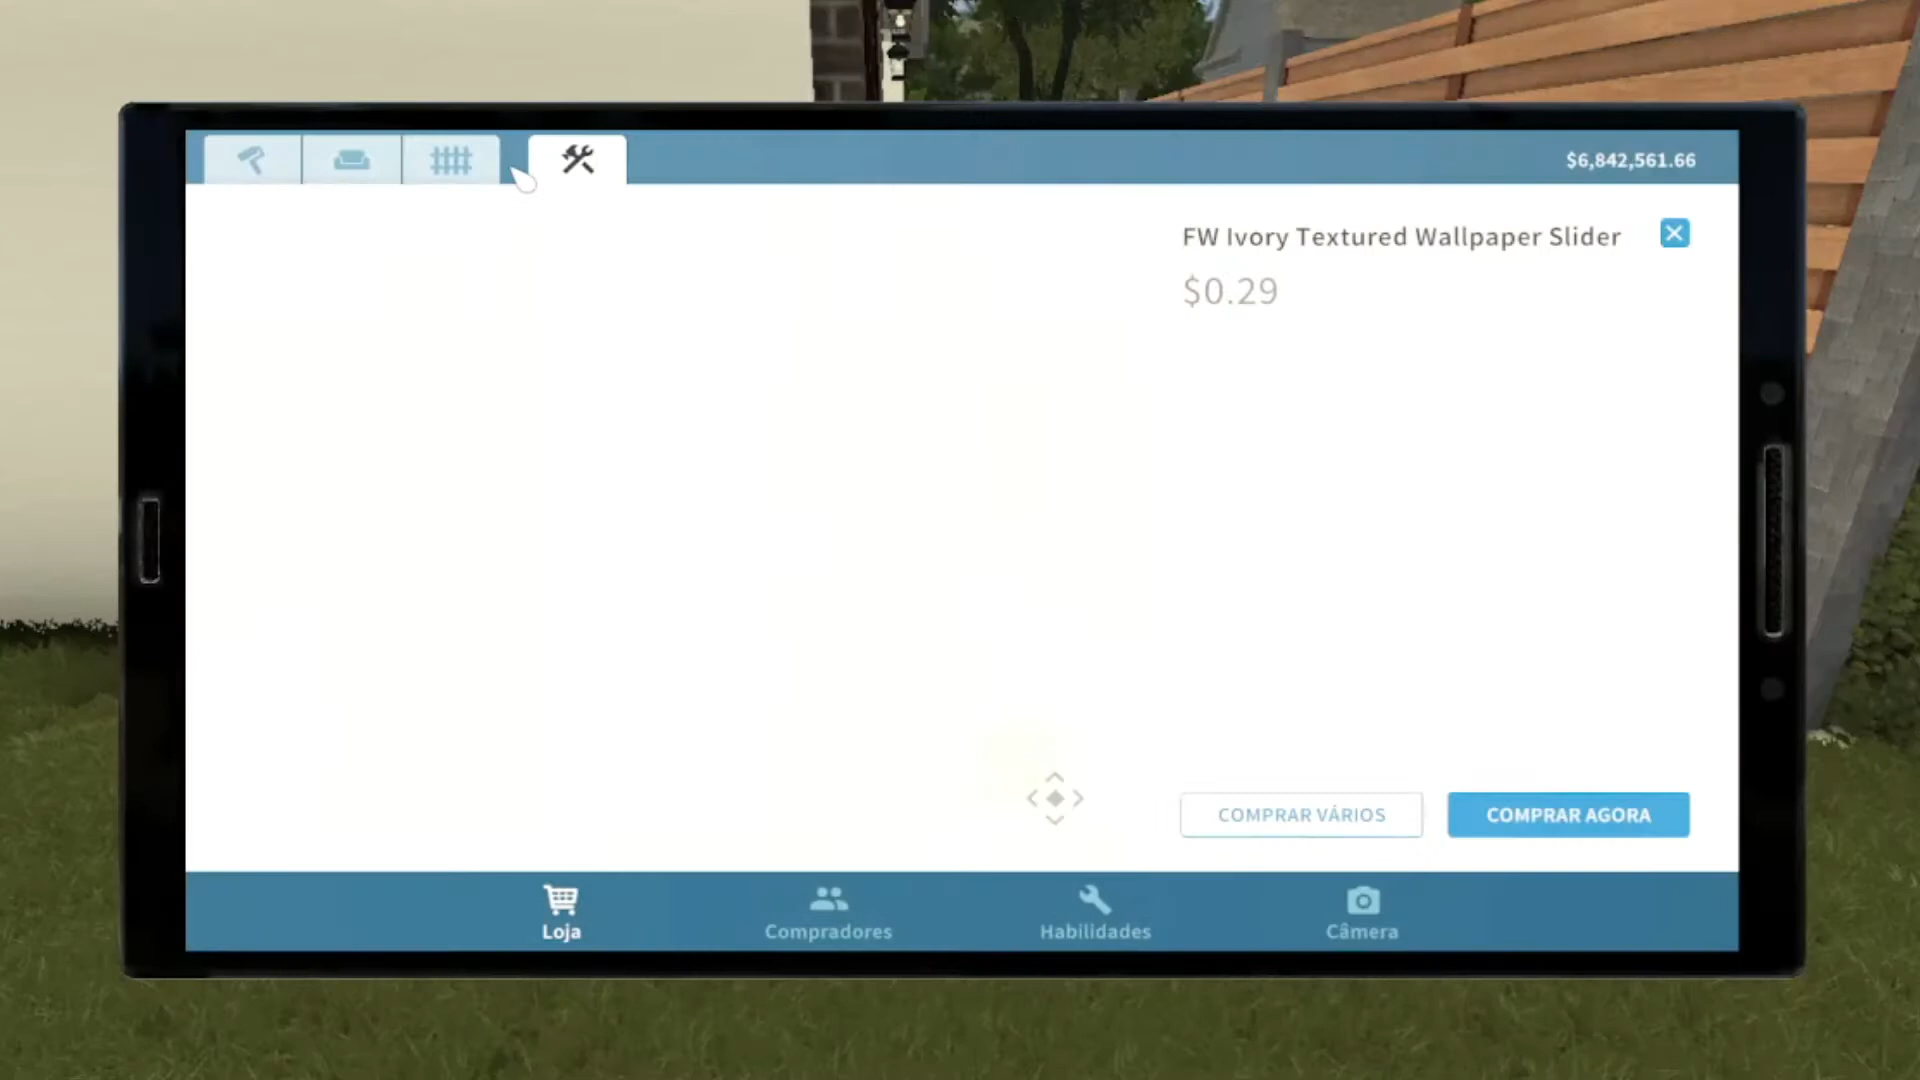 $6,842,561.66
FW Ivory Textured Wallpaper Slider
$0.29
COMPRAR VÁRIOS
COMPRAR AGORA
Loja
Compradores
Habilidades
Câmera